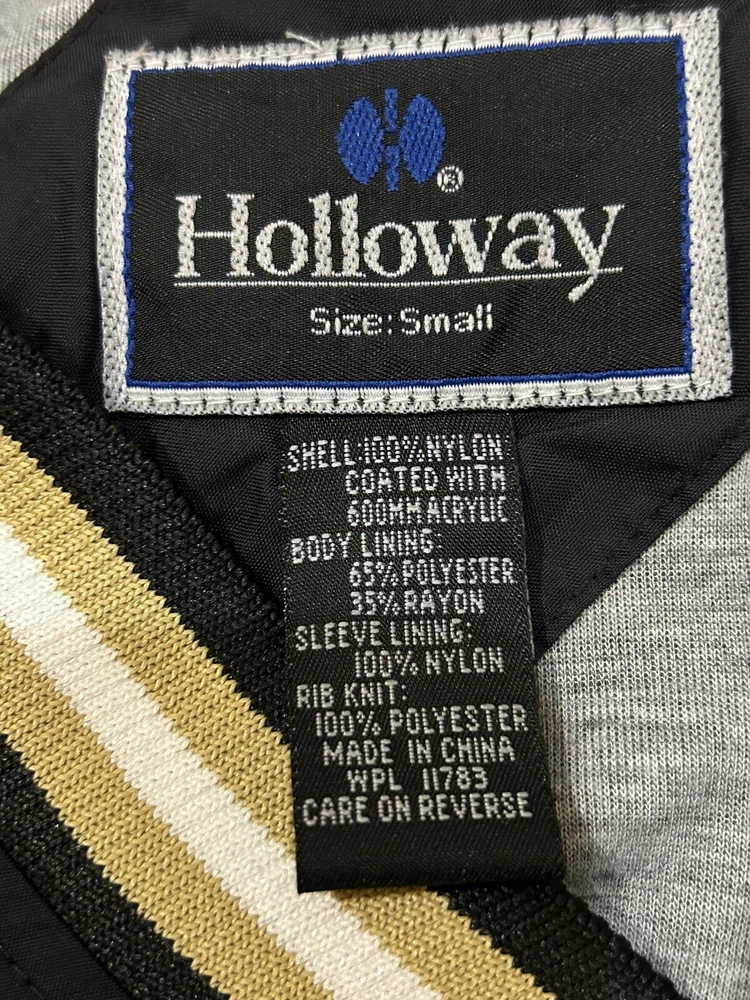 ®
Holloway
Size: Small
SHELL:100%NYLON
COATED WITH
600MM ACRYLIC
BODY LINING:
65% POLYESTER
35% RAYON
SLEEVE LINING:
100% NYLON
RIB KNIT:
100% POLYESTER
MADE IN CHINA
WPL 11783
CARE ON REVERSE